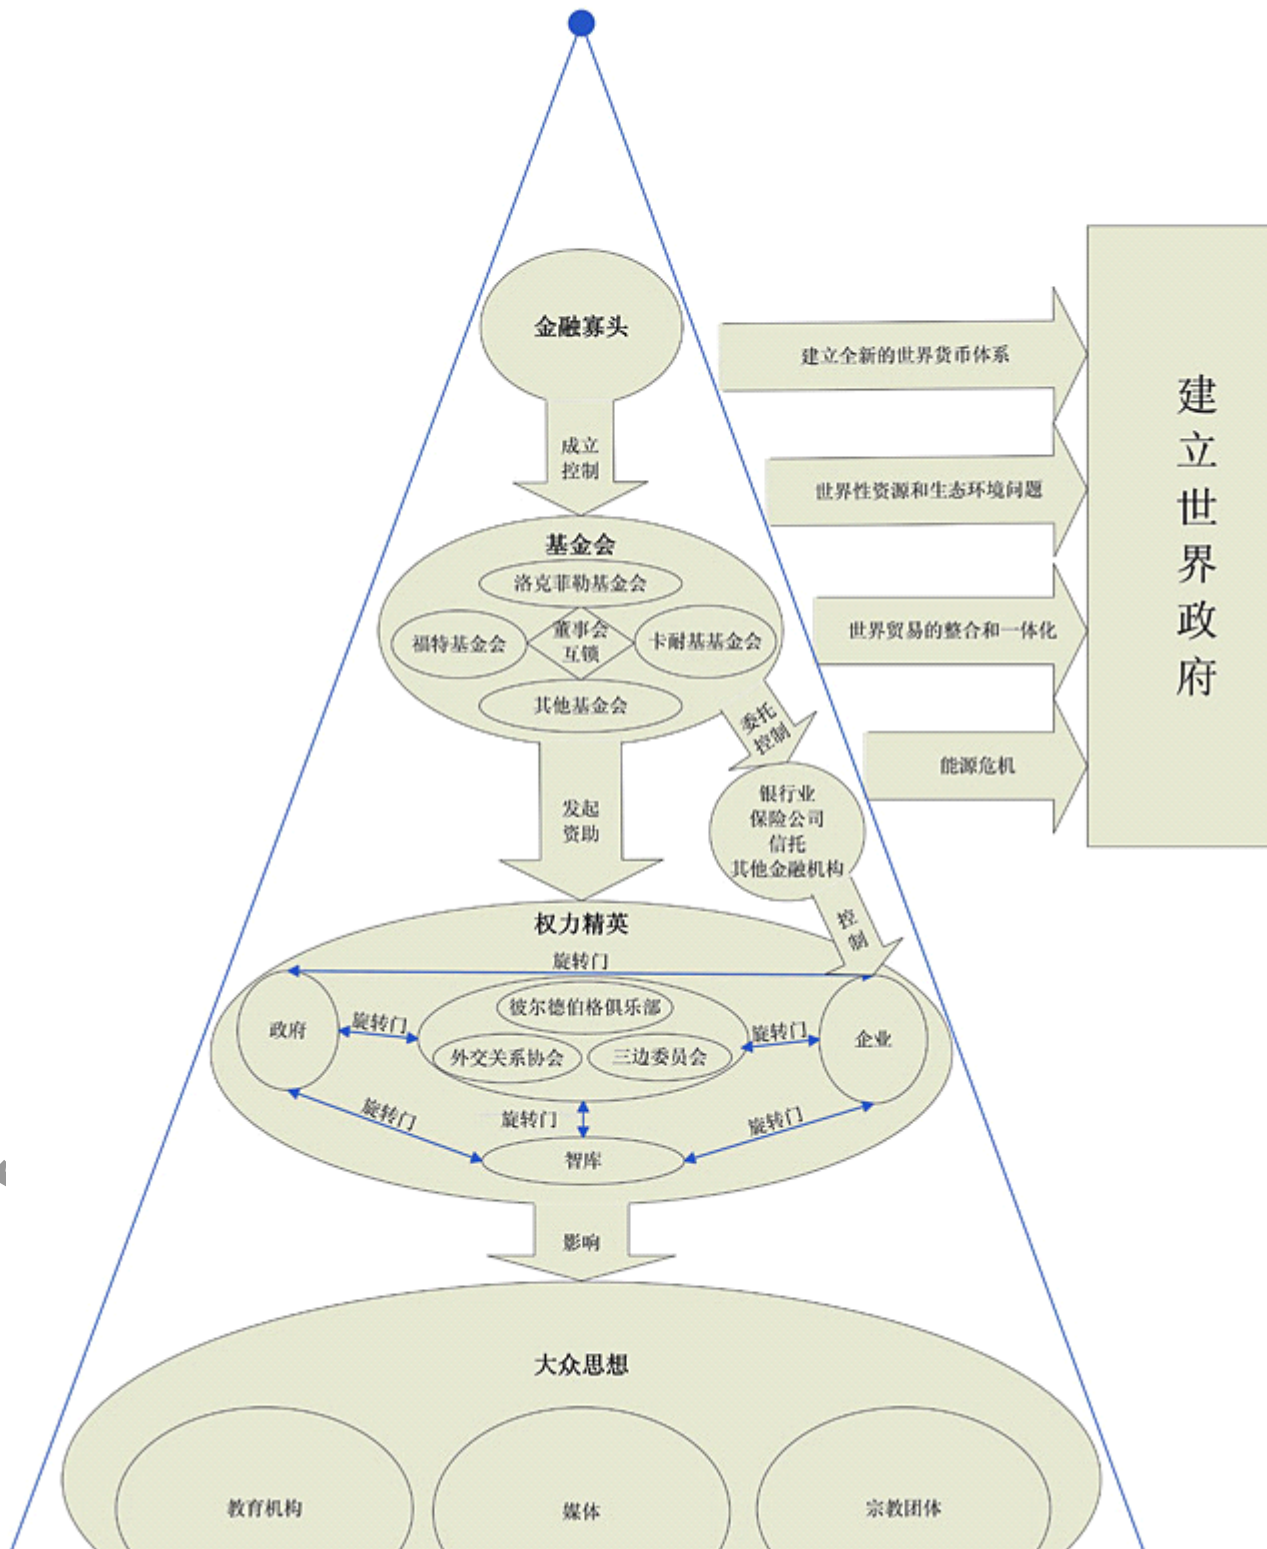 金融寡头
建立全新的世界货币体系
成立
控制
世界性资源和生态环境问题
建
立
世
界
政
府
基金会
洛克菲勒基金会
福特基金会
董事会
互锁
卡耐基基金会
世界贸易的整合和一体化
其他基金会
委托
控制
能源危机
发起
资助
银行业
保险公司
信托
其他金融机构
控
制
权力精英
旋转门
政府
旋转门
彼尔德伯格俱乐部
外交关系协会
三边委员会
旋转门
企业
旋转门
旋转门
旋转门
智库
影响
大众思想
教育机构
媒体
宗教团体